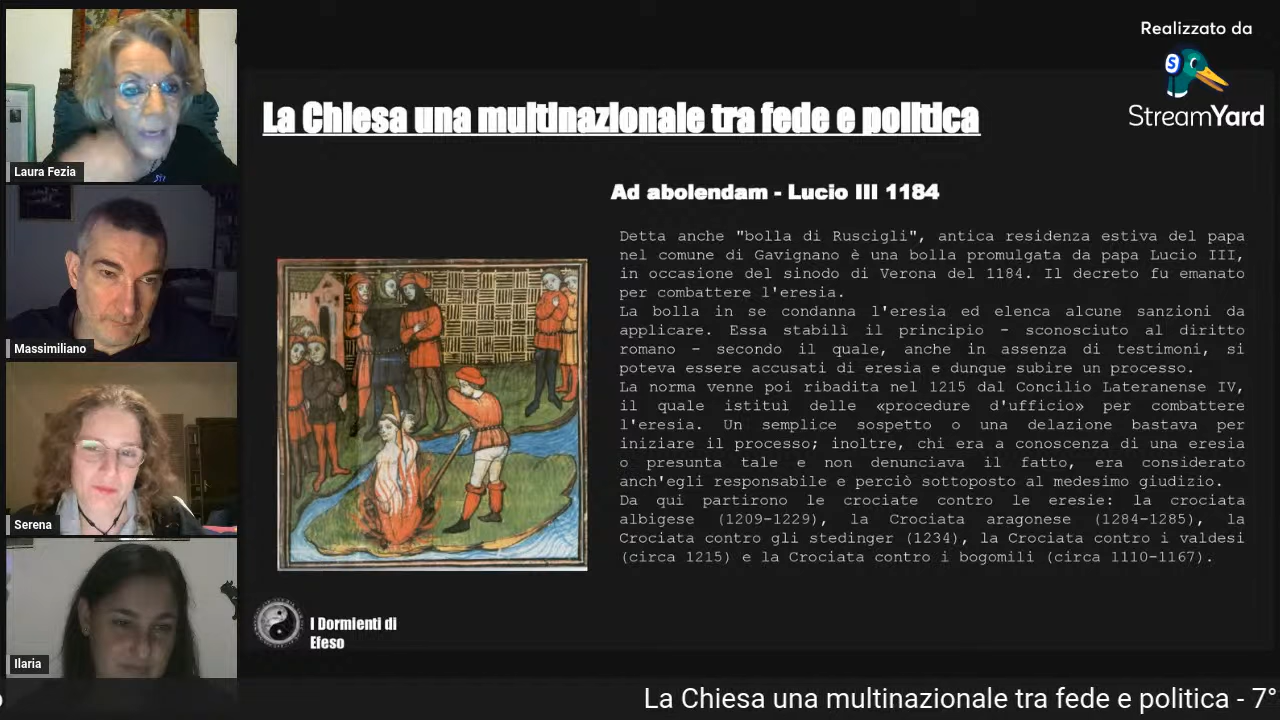 Realizzato da
S
StreamYard
La Chiesa una multinazionale tra fede e politica
Ad abolendam - Lucio III 1184
Detta anche "bolla di Ruscigli", antica residenza estiva del papa
nel comune di Gavignano è una bolla promulgata da papa Lucio III,
in occasione del sinodo di Verona del 1184. Il decreto fu emanato
per combattere l'eresia.
La bolla in se condanna l'eresia ed elenca alcune sanzioni da
applicare. Essa stabilì il principio - sconosciuto al diritto
romano - secondo il quale, anche in assenza di testimoni, si
poteva essere accusati di eresia e dunque subire un processo.
La norma venne poi ribadita nel 1215 dal Concilio Lateranense IV,
il quale istituì delle «procedure d'ufficio» per combattere
l'eresia. Un semplice sospetto o una delazione bastava per
iniziare il processo; inoltre, chi era a conoscenza di una eresia
o presunta tale e non denunciava il fatto, era considerato
anch'egli responsabile e perciò sottoposto al medesimo giudizio.
Da qui partirono le crociate contro le eresie: la crociata
albigese (1209-1229), la Crociata aragonese (1284-1285), la
Crociata contro gli stedinger (1234), la Crociata contro i valdesi
(circa 1215) e la Crociata contro i bogomili (circa 1110-1167).
Laura Fezia
Massimiliano
Serena
Ilaria
I Dormienti di
Efeso
La Chiesa una multinazionale tra fede e politica - 7°